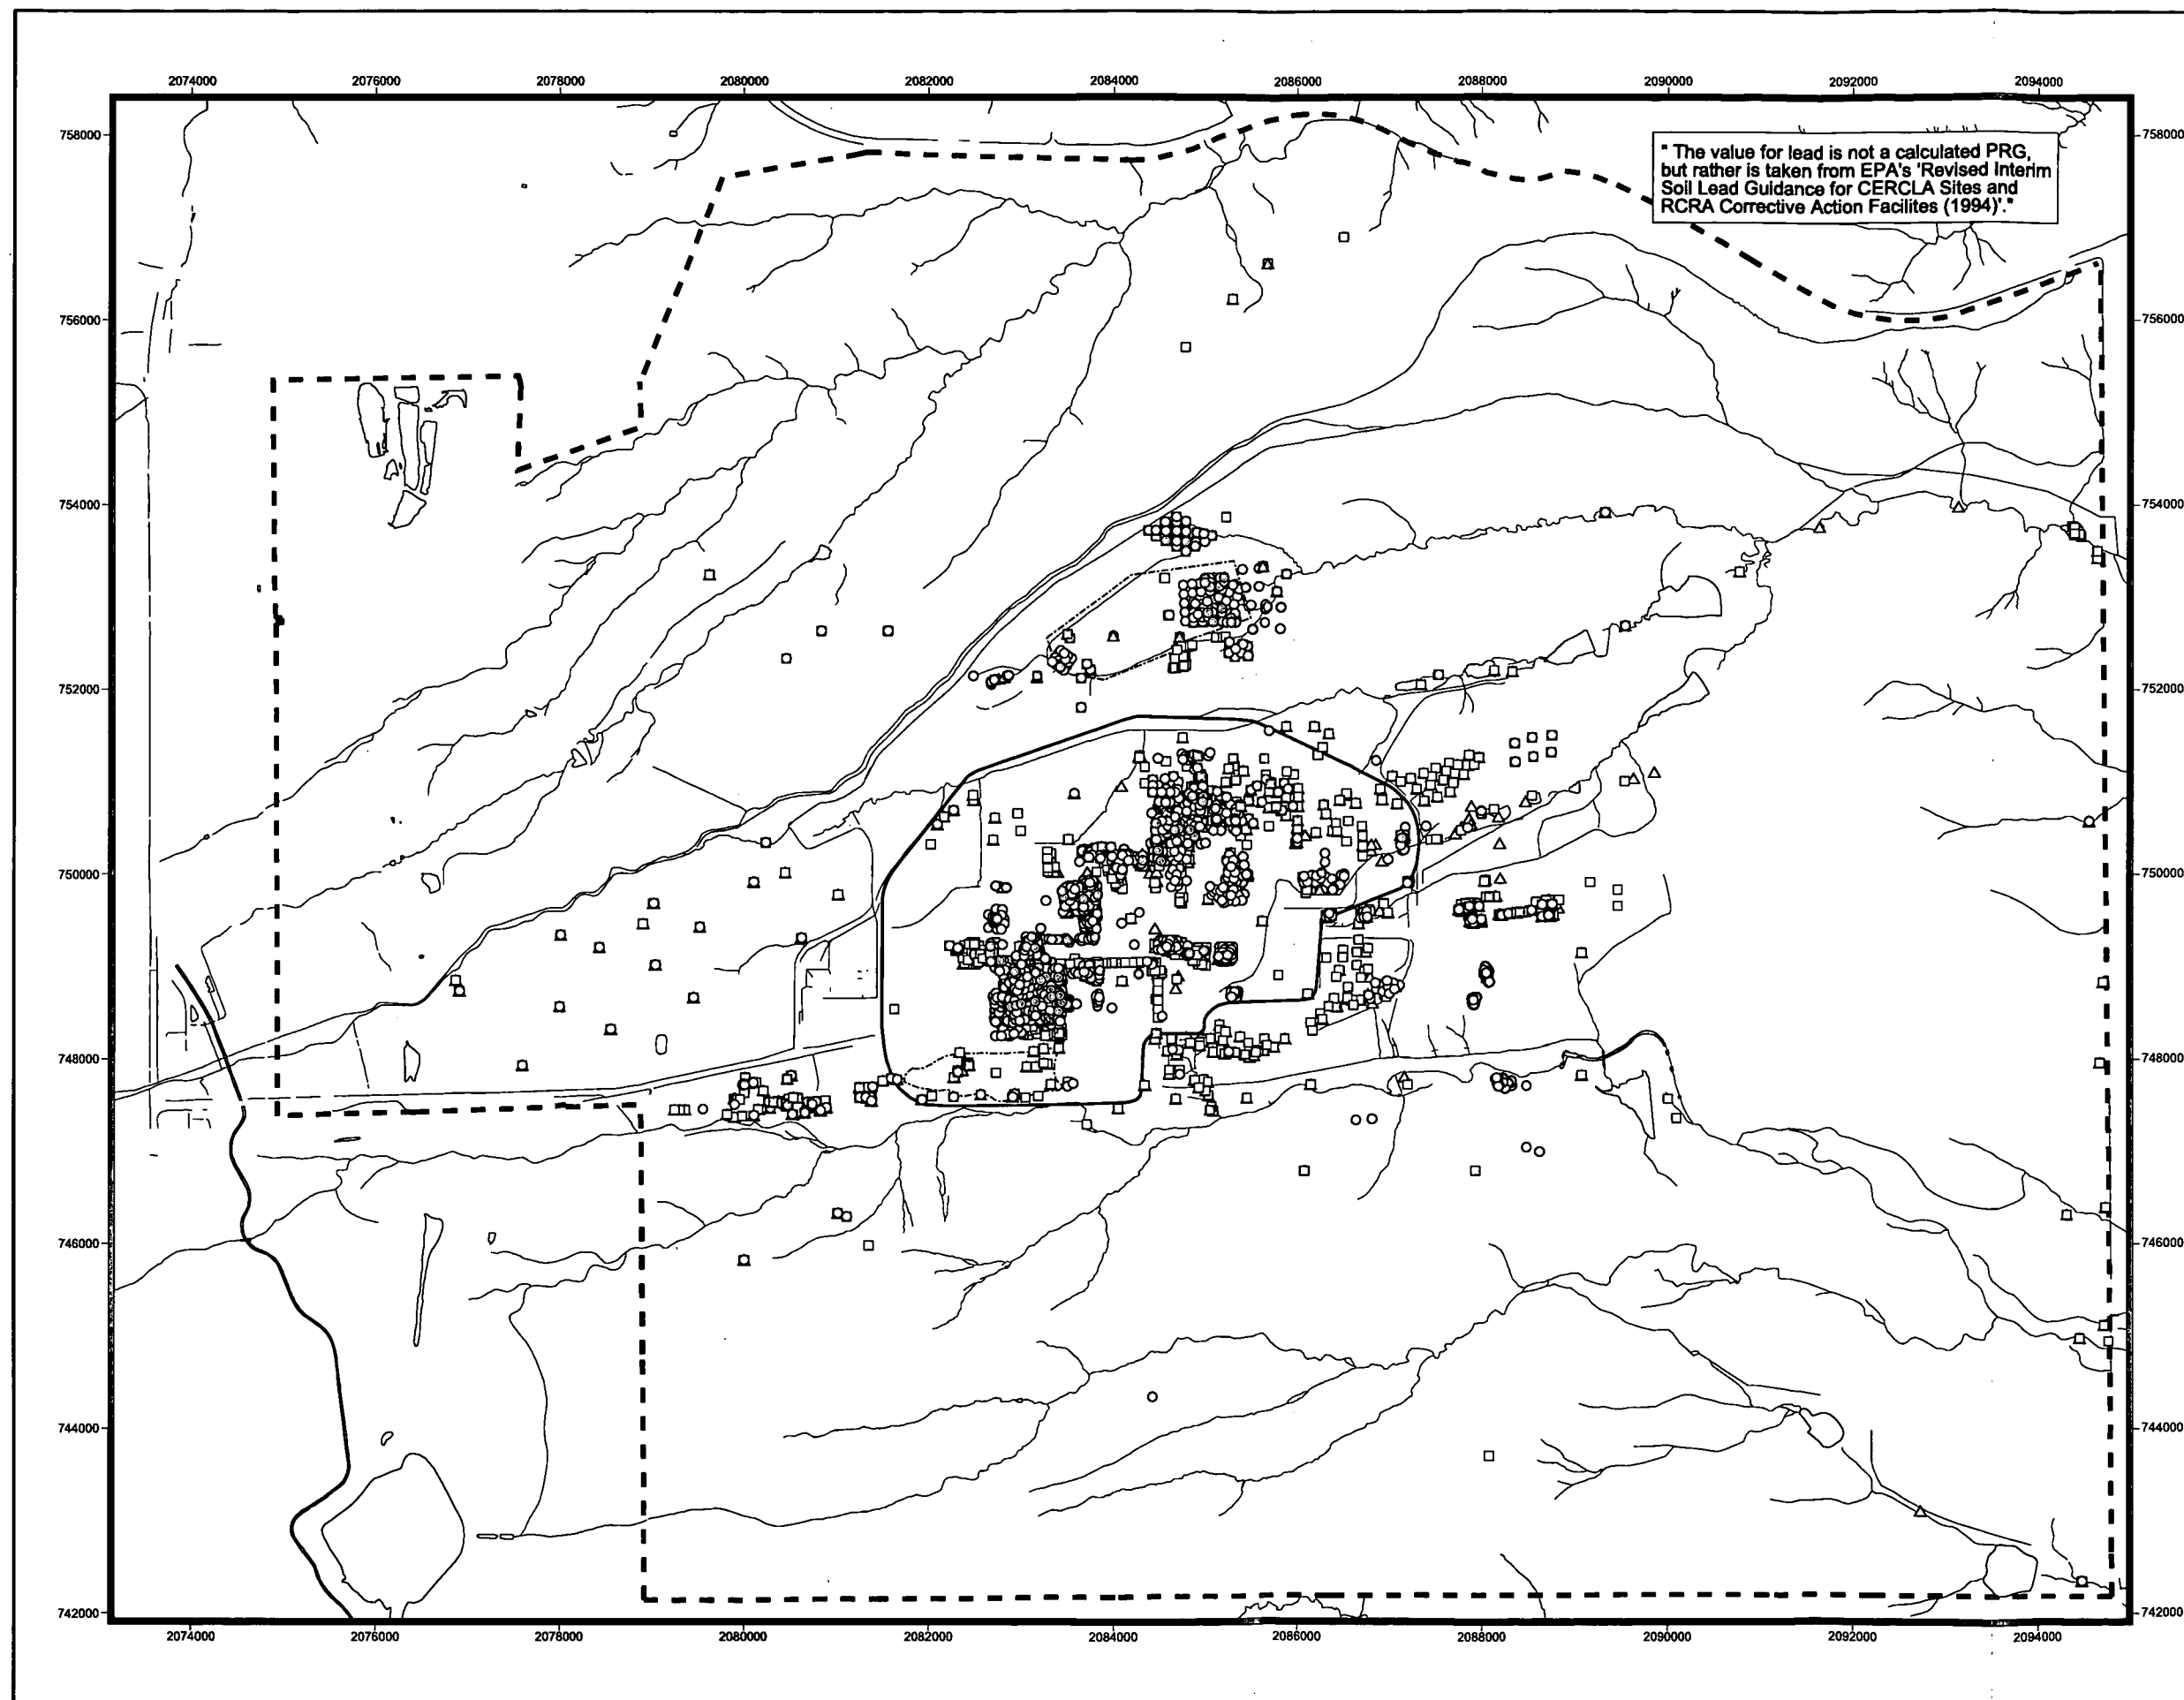 2074000 2076000 2078000 2080000 2082000 2084000 2086000 2088000 2090000 2092000 2094000
758000 758000
" The value for lead is not a calculated PRG,
but rather is taken from EPA's 'Revised Interim
Soil Lead Guidance for CERCLA Sites and
RCRA Corrective Action Facilites (1994)'."
756000 756000
754000 754000
752000 752000
750000 750000
748000 748000
746000 746000
744000 744000
742000 742000
2074000 2076000 2078000 2080000 2082000 2084000 2086000 2088000 2090000 2092000 2094000